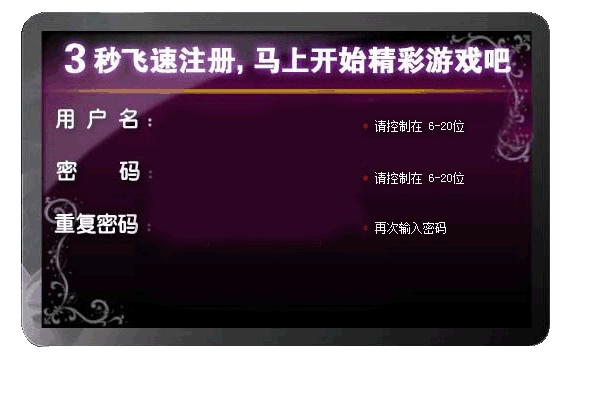 3秒飞速注册,马上开始精彩游戏吧
用 户 名： 请控制在 6-20位
密 码： 请控制在 6-20位
重复密码： 再次输入密码